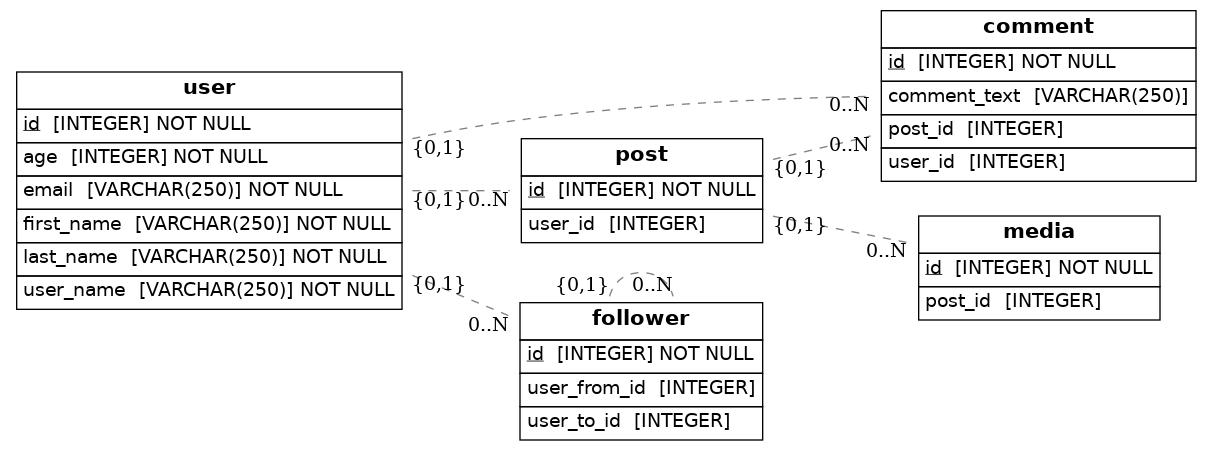 user
id [INTEGER] NOT NULL
age [INTEGER] NOT NULL
email [VARCHAR(250)] NOT NULL
first_name [VARCHAR(250)] NOT NULL
last_name [VARCHAR(250)] NOT NULL
user_name [VARCHAR(250)] NOT NULL
{0,1}
0..N
{0,1}
0..N
{0,1}
0..N
post
id [INTEGER] NOT NULL
user_id [INTEGER]
{0,1}
0..N
{0,1}
0..N
{0,1}
0..N
follower
id [INTEGER] NOT NULL
user_from_id [INTEGER]
user_to_id [INTEGER]
comment
id [INTEGER] NOT NULL
comment_text [VARCHAR(250)]
post_id [INTEGER]
user_id [INTEGER]
media
id [INTEGER] NOT NULL
post_id [INTEGER]